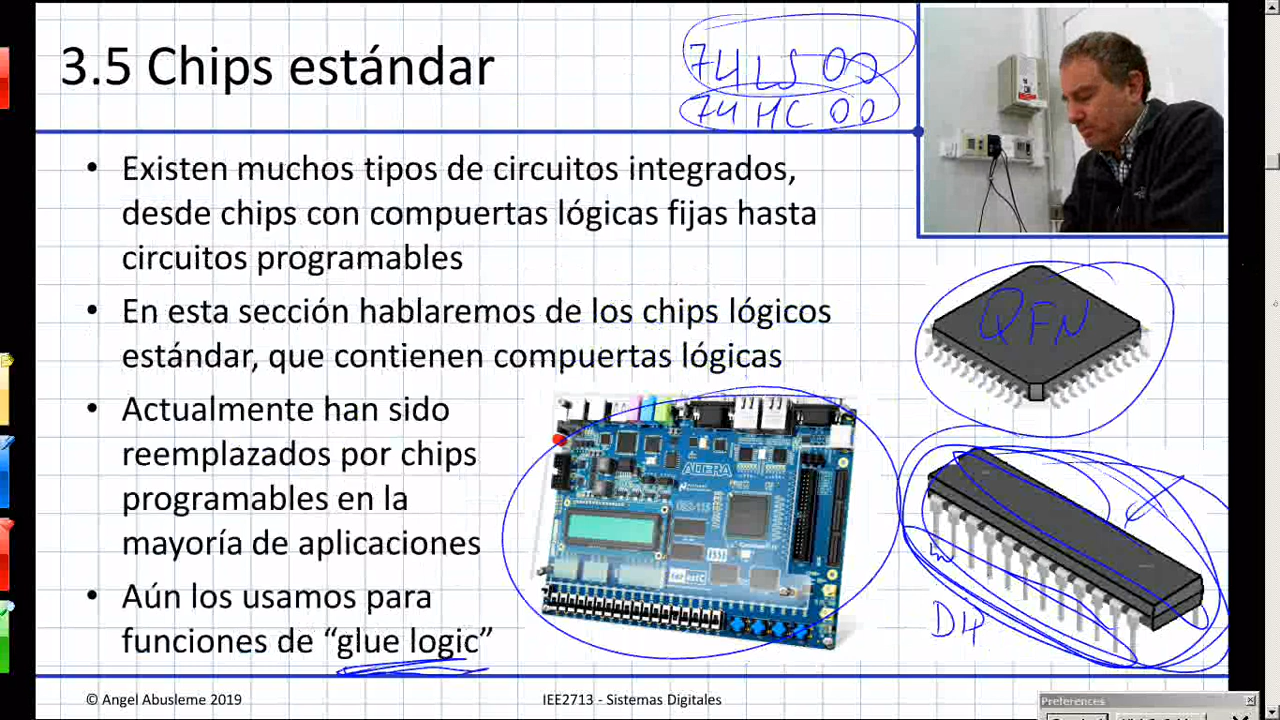 3.5 Chips estándar
74LS00
74HC00
• Existen muchos tipos de circuitos integrados,
desde chips con compuertas lógicas fijas hasta
circuitos programables
• En esta sección hablaremos de los chips lógicos
estándar, que contienen compuertas lógicas
• Actualmente han sido
reemplazados por chips
programables en la
mayoría de aplicaciones
• Aún los usamos para
funciones de “glue logic”
QFN
ALTERA
© Angel Abusleme 2019
IEE2713 - Sistemas Digitales
Preferences